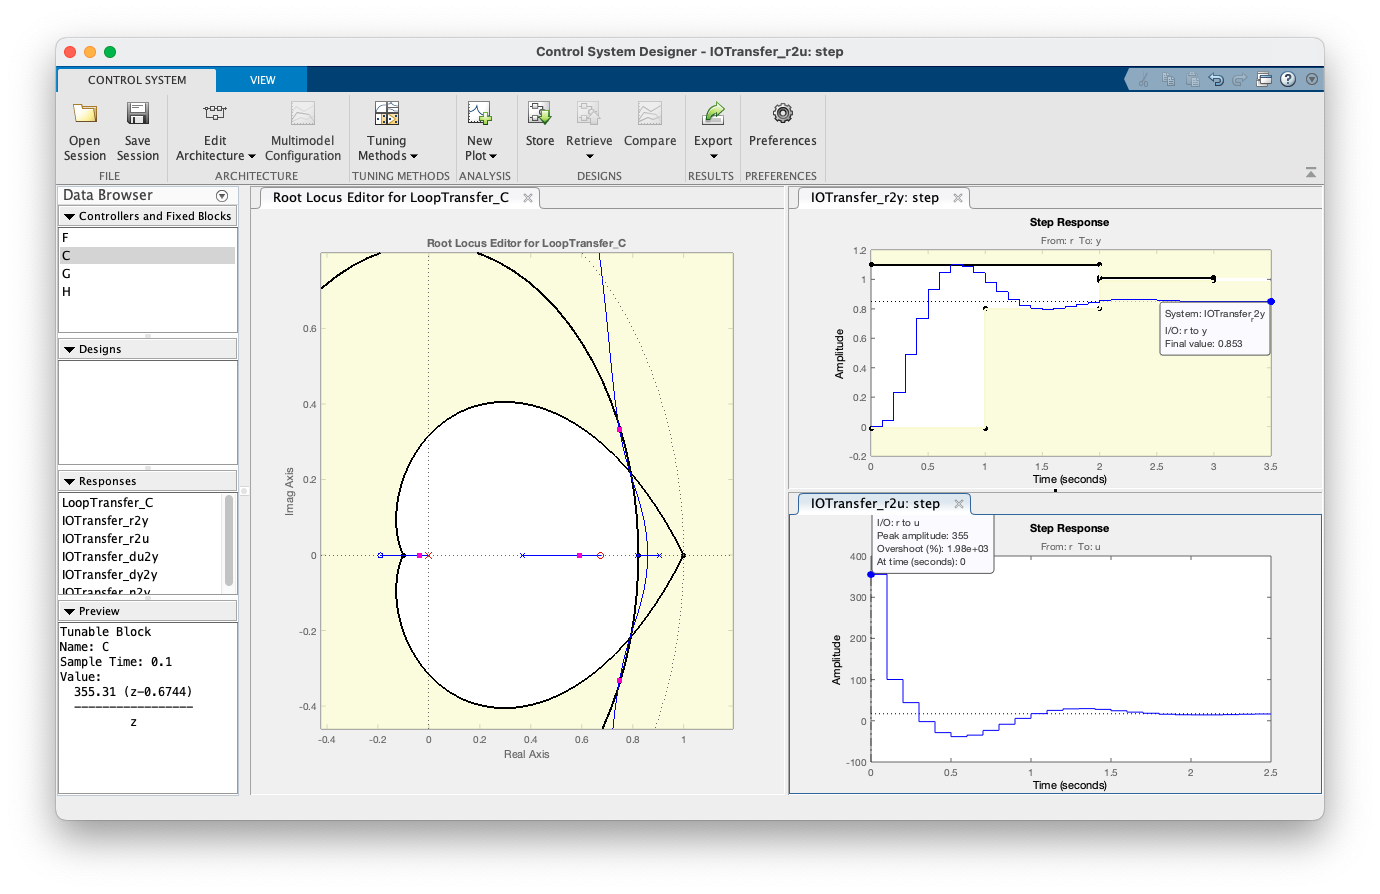 Control System Designer - IOTransfer_r2u: step
CONTROL SYSTEM
VIEW
Open Session
Save Session
FILE
Edit Architecture
Multimodel Configuration
ARCHITECTURE
Tuning Methods
TUNING METHODS
New Plot
ANALYSIS
Store
Retrieve
Compare
DESIGNS
Export
RESULTS
Preferences
PREFERENCES
Data Browser
Controllers and Fixed Blocks
F
C
G
H
Designs
Responses
LoopTransfer_C
IOTransfer_r2y
IOTransfer_r2u
IOTransfer_du2y
IOTransfer_dy2y
IOTransfer_n2y
Preview
Tunable Block
Name: C
Sample Time: 0.1
Value:
355.31 (z-0.6744)
-----------------
z
Root Locus Editor for LoopTransfer_C
Root Locus Editor for LoopTransfer_C
0.6
0.4
0.2
0
-0.2
-0.4
Imag Axis
-0.4 -0.2 0 0.2 0.4 0.6 0.8 1
Real Axis
IOTransfer_r2y: step
Step Response
From: r To: y
1.2
1
0.8
0.6
0.4
0.2
0
-0.2
Amplitude
System: IOTransfer_r2y
I/O: r to y
Final value: 0.853
0 0.5 1 1.5 2 2.5 3 3.5
Time (seconds)
IOTransfer_r2u: step
Step Response
From: r To: u
I/O: r to u
Peak amplitude: 355
Overshoot (%): 1.98e+03
At time (seconds): 0
400
300
200
100
0
-100
Amplitude
0 0.5 1 1.5 2 2.5
Time (seconds)